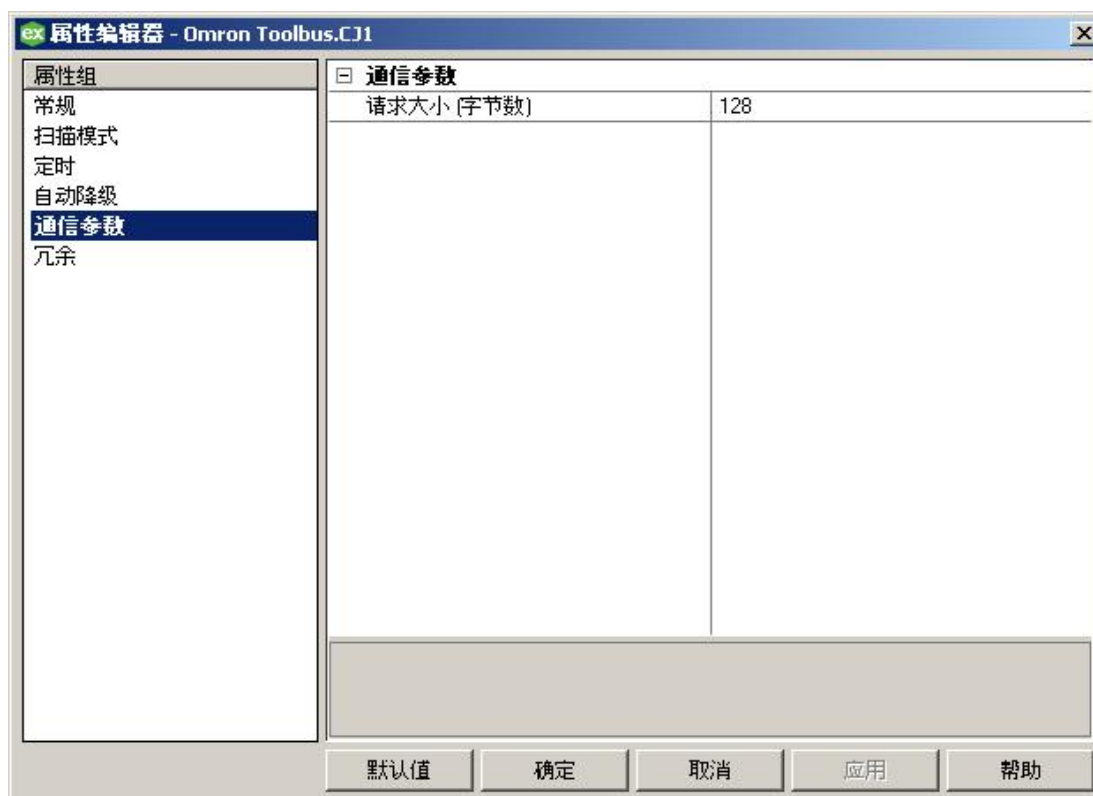 ex 属性编辑器 - Omron Toolbus.CJ1
属性组
常规
扫描模式
定时
自动降级
通信参数
冗余
通信参数
请求大小 (字节数) 128
默认值 确定 取消 应用 帮助